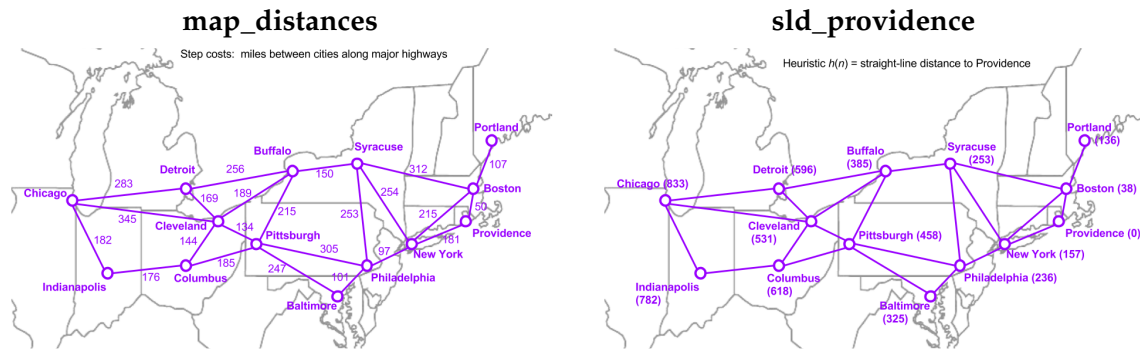 map_distances
Step costs: miles between cities along major highways
Portland
107
Syracuse
Buffalo
312
256
150
Detroit
283
Boston
Chicago
189
254
169
50
215
345
215
253
Providence
Cleveland
134
Pittsburgh
181
182
144
305
New York
97
185
247
Columbus
Philadelphia
176
101
Indianapolis
Baltimore
sld_providence
Heuristic h(n) = straight-line distance to Providence
Portland
(136)
Syracuse
(253)
Buffalo
(385)
Detroit (596)
Chicago (833)
Boston (38)
Cleveland
(531)
Providence (0)
Pittsburgh (458)
New York (157)
Columbus
(618)
Philadelphia (236)
Indianapolis
(782)
Baltimore
(325)